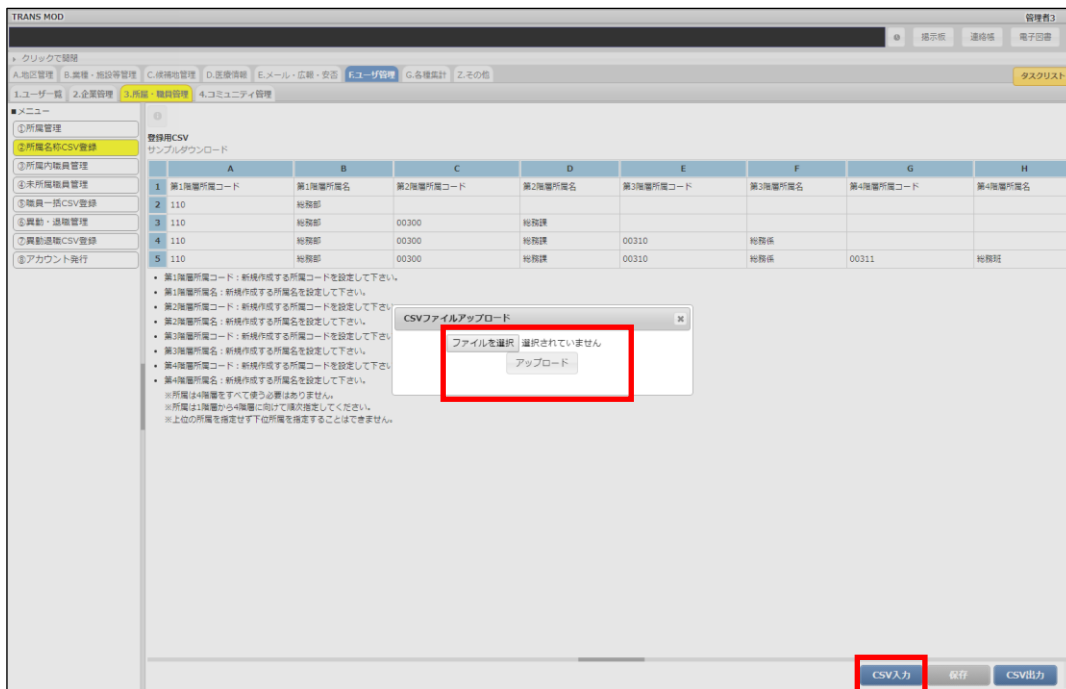 TRANS MOD 管理者3
掲示板 連絡帳 電子図書
▸ クリックで開閉
A.地区管理 B.業種・施設等管理 C.候補地管理 D.医療情報 E.メール・広報・安否 F.ユーザ管理 G.各種集計 Z.その他 タスクリスト
1.ユーザ一覧 2.企業管理 3.所属・職員管理 4.コミュニティ管理
■メニュー
①所属管理
②所属名称CSV登録
③所属内職員管理
④未所属職員管理
⑤職員一括CSV登録
⑥異動・退職管理
⑦異動退職CSV登録
⑧アカウント発行
登録用CSV
サンプルダウンロード
A B C D E F G H
1 第1階層所属コード 第1階層所属名 第2階層所属コード 第2階層所属名 第3階層所属コード 第3階層所属名 第4階層所属コード 第4階層所属名
2 110 総務部
3 110 総務部 00300 総務課
4 110 総務部 00300 総務課 00310 総務係
5 110 総務部 00300 総務課 00310 総務係 00311 総務班
• 第1階層所属コード：新規作成する所属コードを設定して下さい。
• 第1階層所属名：新規作成する所属名を設定して下さい。
• 第2階層所属コード：新規作成する所属コードを設定して下さい
• 第2階層所属名：新規作成する所属名を設定して下さい。
• 第3階層所属コード：新規作成する所属コードを設定して下さい
• 第3階層所属名：新規作成する所属名を設定して下さい。
• 第4階層所属コード：新規作成する所属コードを設定して下さい
• 第4階層所属名：新規作成する所属名を設定して下さい。
※所属は4階層をすべて使う必要はありません。
※所属は1階層から4階層に向けて順次指定してください。
※上位の所属を指定せず下位所属を指定することはできません。
CSVファイルアップロード
ファイルを選択 選択されていません
アップロード
CSV入力 保存 CSV出力